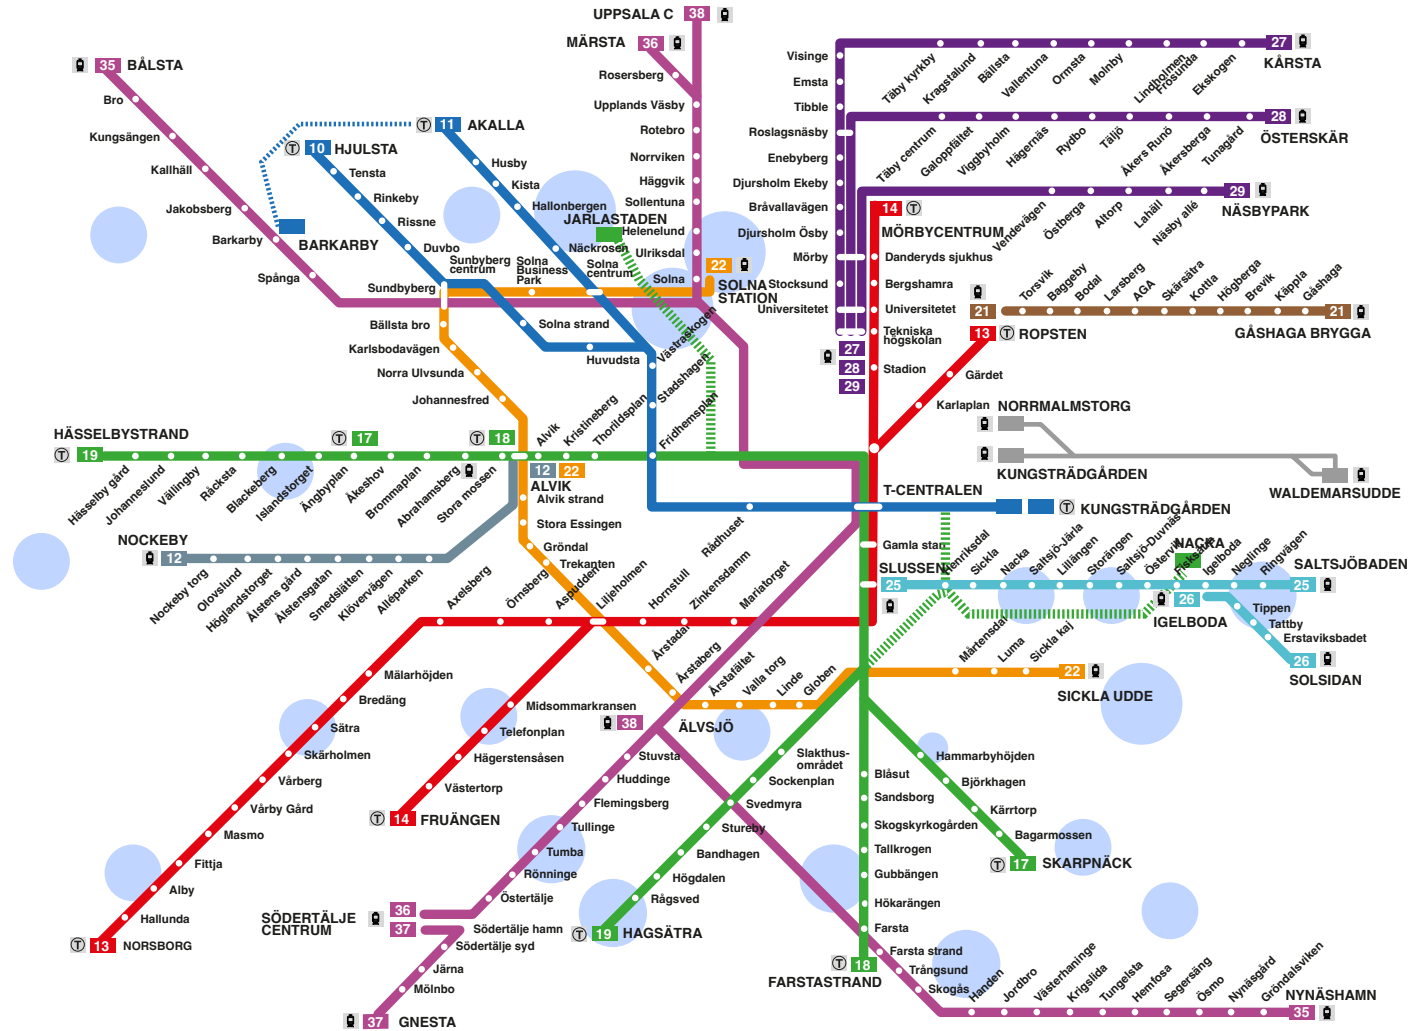 UPPSALA C 38
MÄRSTA 36
Rosersberg
Upplands Väsby
Rotebro
Norrviken
Häggvik
Sollentuna
Helenelund
Ulriksdal
Solna
35 BÅLSTA
Bro
Kungsängen
Kallhäll
Jakobsberg
Barkarby
Spånga
T 11 AKALLA
Husby
Kista
Hallonbergen
Näckrosen
Solna
centrum
T 10 HJULSTA
Tensta
Rinkeby
Rissne
Duvbo
Sunbyberg
centrum
BARKARBY
JARLASTADEN
Solna
Business
Park
22
SOLNA
STATION
Sundbyberg
Solna strand
Huvudsta
Västraskogen
Stadshagen
Fridhemsplan
Bällsta bro
Karlsbodavägen
Norra Ulvsunda
Johannesfred
Visinge
Emsta
Tibble
Roslagsnäsby
Enebyberg
Djursholm Ekeby
Bråvallavägen
Djursholm Ösby
Mörby
Stocksund
Universitetet
27
28
29
Täby kyrkby
Kragstalund
Bällsta
Vallentuna
Ormsta
Molnby
Lindholmen
Frösunda
Ekskogen
27
KÅRSTA
Täby centrum
Galoppfältet
Viggbyholm
Hägernäs
Rydbo
Täljö
Åkers Runö
Åkersberga
Tunagård
28
ÖSTERSKÄR
Vendevägen
Östberga
Altorp
Lahäll
Näsby allé
29
NÄSBYPARK
14 T
MÖRBYCENTRUM
Danderyds sjukhus
Bergshamra
Universitetet
Tekniska
högskolan
Stadion
21
Torsvik
Baggeby
Bodal
Larsberg
AGA
Skärsätra
Kottla
Högberga
Brevik
Käppla
Gåshaga
21
GÅSHAGA BRYGGA
13 T ROPSTEN
Gärdet
Karlaplan
NORRMALMSTORG
KUNGSTRÄDGÅRDEN
WALDEMARSUDDE
HÄSSELBYSTRAND
T 19
Hässelby gård
Johanneslund
Vällingby
Råcksta
Blackeberg
Islandstorget
Ängbyplan
Åkeshov
Brommaplan
Abrahamsberg
Stora mossen
T 17
T 18
Alvik
Kristineberg
Thorildsplan
12 22
ALVIK
Alvik strand
Stora Essingen
Gröndal
Trekanten
NOCKEBY
12
Nockeby torg
Olovslund
Höglandstorget
Ålstens gård
Ålstensgatan
Smedslätten
Klövervägen
Alléparken
T-CENTRALEN
T KUNGSTRÄDGÅRDEN
Rådhuset
Gamla stan
SLUSSEN
25
Henriksdal
Sickla
Nacka
Saltsjö-Järla
Lillängen
Storängen
Saltsjö-Duvnäs
Östervik
Fisksätra
Igelboda
Neglinge
Ringvägen
NACKA
SALTSJÖBADEN
25
26
IGELBODA
Tippen
Tattby
Erstaviksbadet
26
SOLSIDAN
Axelsberg
Örnsberg
Aspudden
Liljeholmen
Hornstull
Zinkensdamm
Mariatorget
Årstadal
Årstaberg
Årstafältet
Valla torg
Linde
Globen
Mårtensdal
Luma
Sickla kaj
22
SICKLA UDDE
Mälarhöjden
Bredäng
Sätra
Skärholmen
Vårberg
Vårby Gård
Masmo
Fittja
Alby
Hallunda
T 13 NORSBORG
Midsommarkransen
Telefonplan
Hägerstensåsen
Västertorp
T 14 FRUÄNGEN
38 ÄLVSJÖ
Stuvsta
Huddinge
Flemingsberg
Tullinge
Tumba
Rönninge
Östertälje
SÖDERTÄLJE
CENTRUM
36
37
Södertälje hamn
Södertälje syd
Järna
Mölnbo
37 GNESTA
Slakthus-
området
Sockenplan
Svedmyra
Stureby
Bandhagen
Högdalen
Rågsved
T 19 HAGSÄTRA
Blåsut
Sandsborg
Skogskyrkogården
Tallkrogen
Gubbängen
Hökarängen
Farsta
T 18
FARSTASTRAND
Hammarbyhöjden
Björkhagen
Kärrtorp
Bagarmossen
T 17 SKARPNÄCK
Farsta strand
Trångsund
Skogås
Handen
Jordbro
Västerhaninge
Krigslida
Tungelsta
Hemfosa
Segersäng
Ösmo
Nynäsgård
Gröndalsviken
NYNÄSHAMN
35